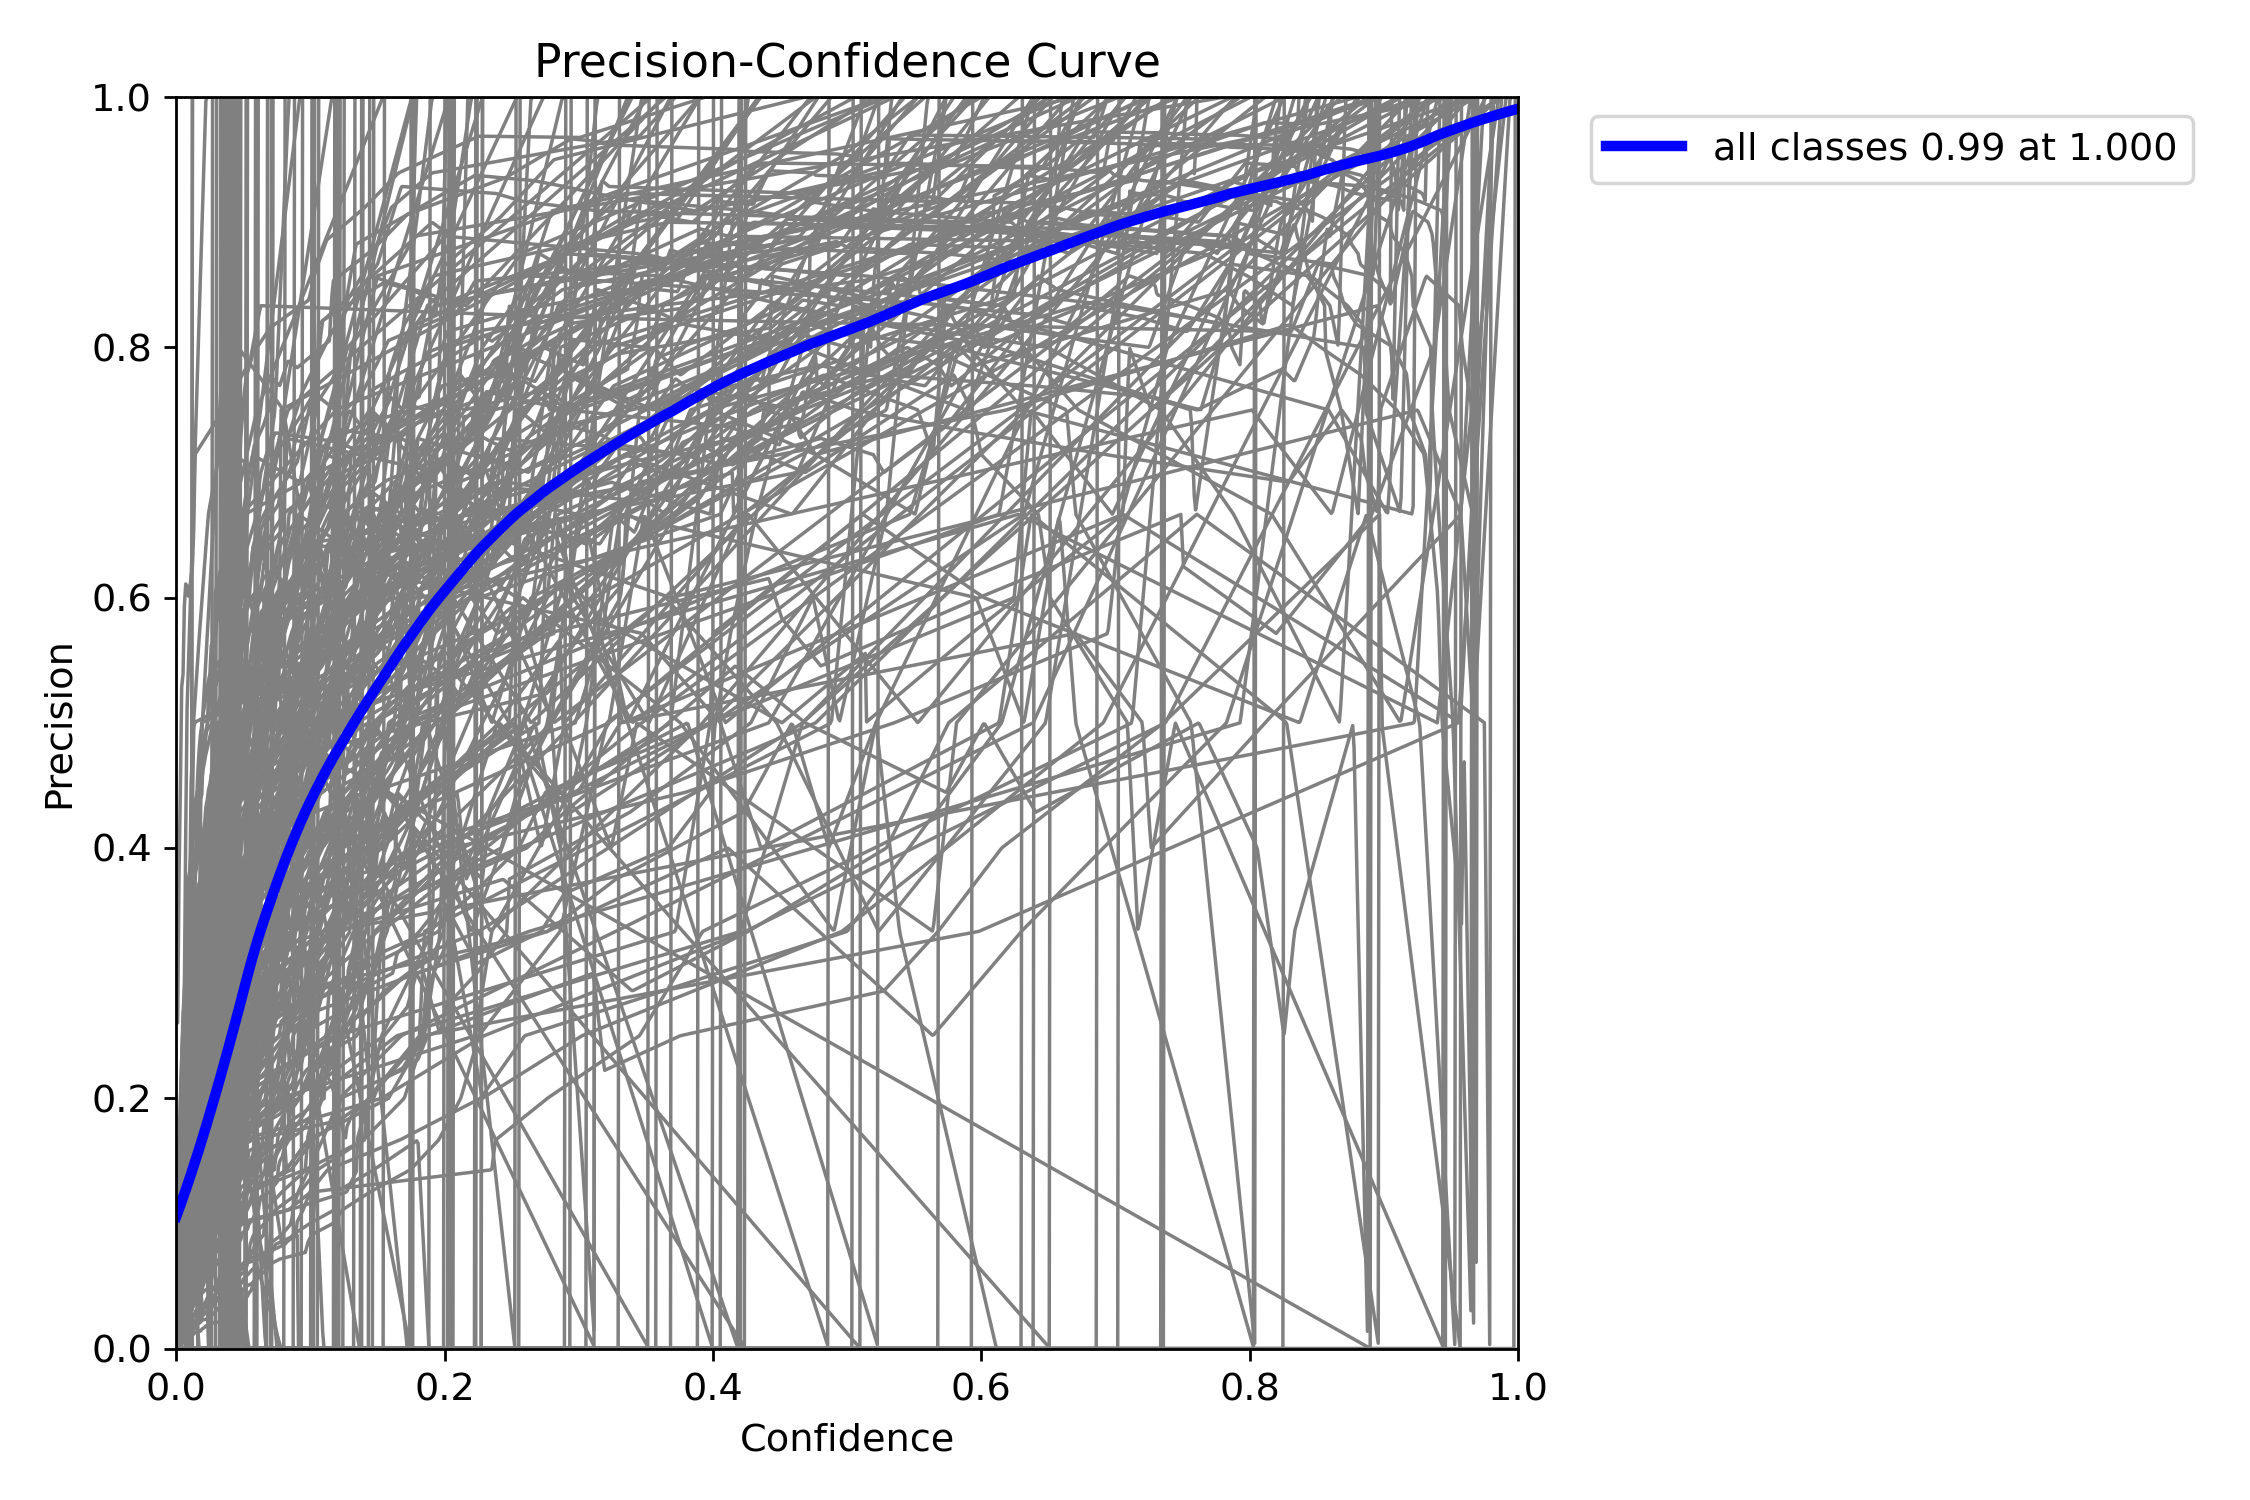 Precision-Confidence Curve
all classes 0.99 at 1.000
Precision
1.0
0.8
0.6
0.4
0.2
0.0
0.0 0.2 0.4 0.6 0.8 1.0
Confidence